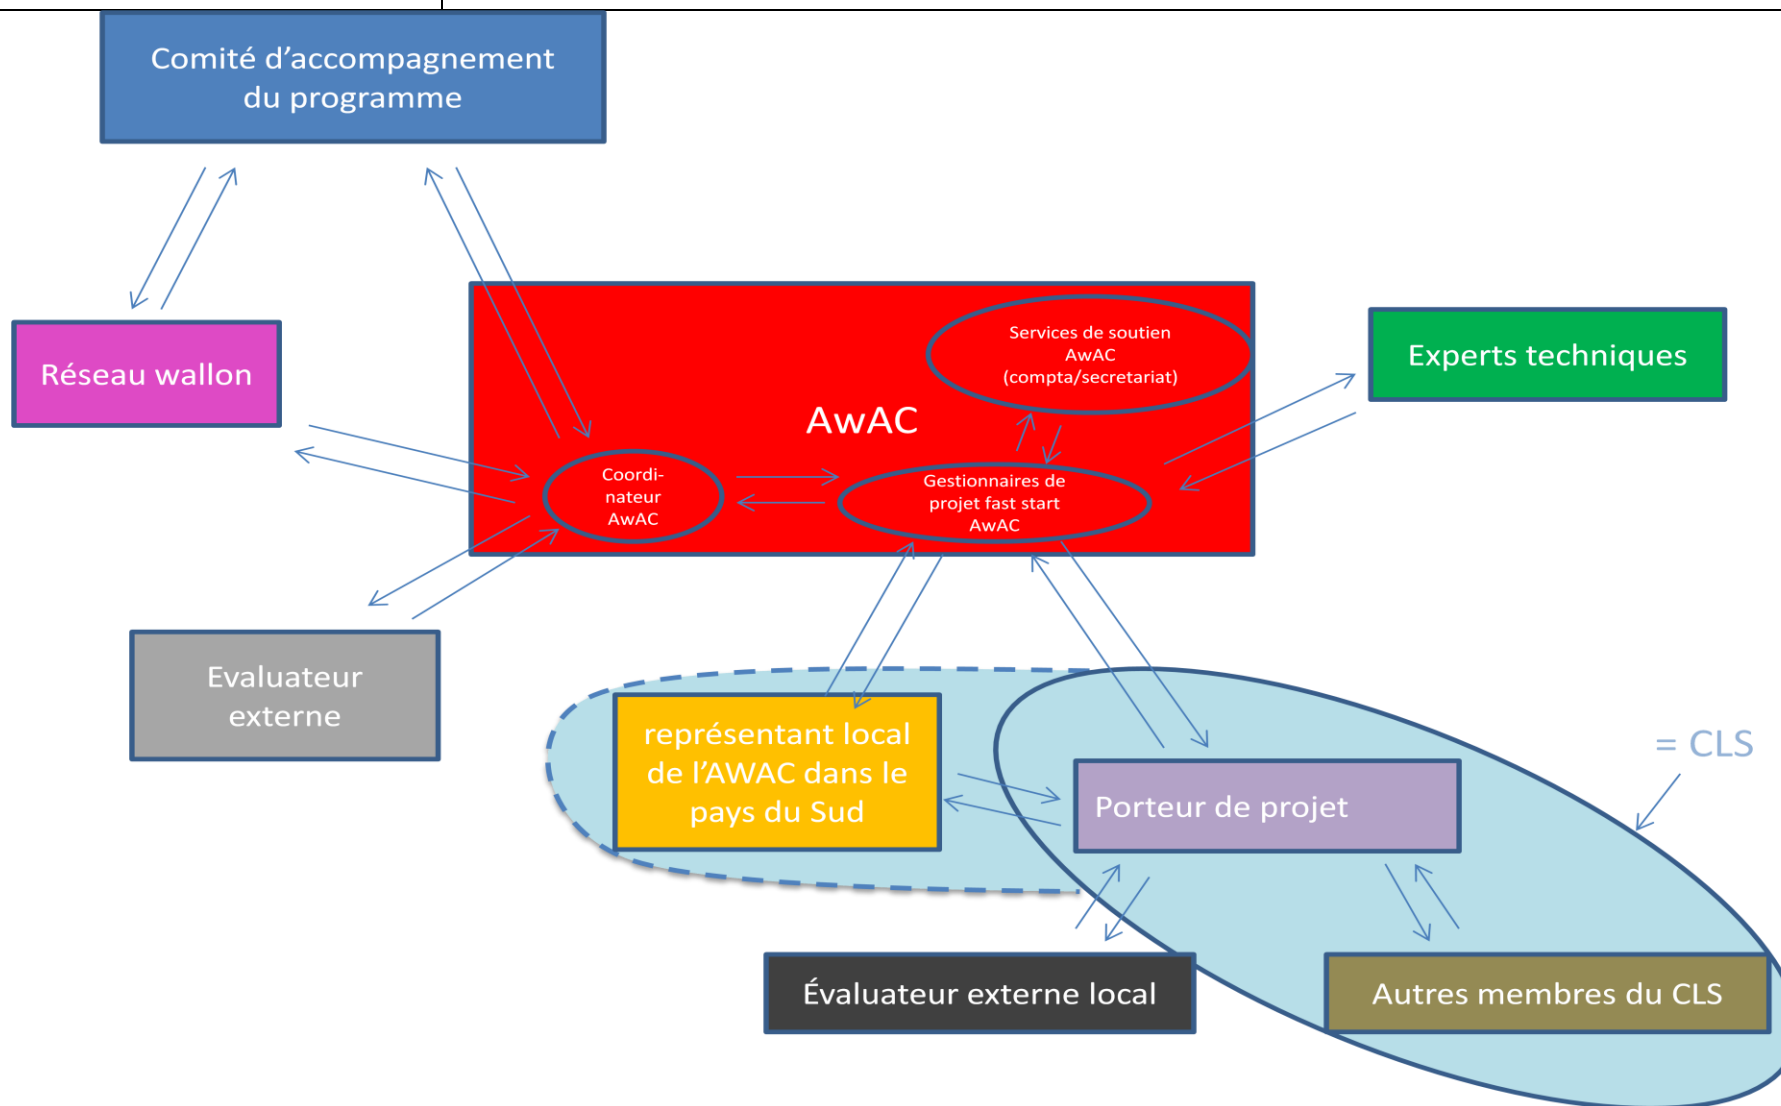 Comité d’accompagnement
du programme
Réseau wallon
Services de soutien
AwAC
(compta/secretariat)
Experts techniques
AwAC
Coordi-
nateur
AwAC
Gestionnaires de
projet fast start
AwAC
Evaluateur
externe
représentant local
de l’AWAC dans le
pays du Sud
= CLS
Porteur de projet
Évaluateur externe local
Autres membres du CLS